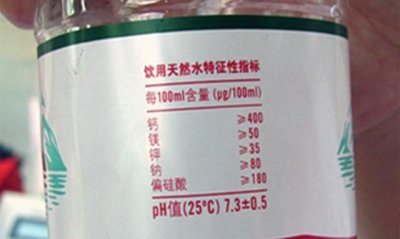 饮用天然水特征性指标
每100ml含量 (μg/100ml)
钙 ≥400
镁 ≥50
钾 ≥35
钠 ≥80
偏硅酸 ≥180
pH值(25℃) 7.3±0.5